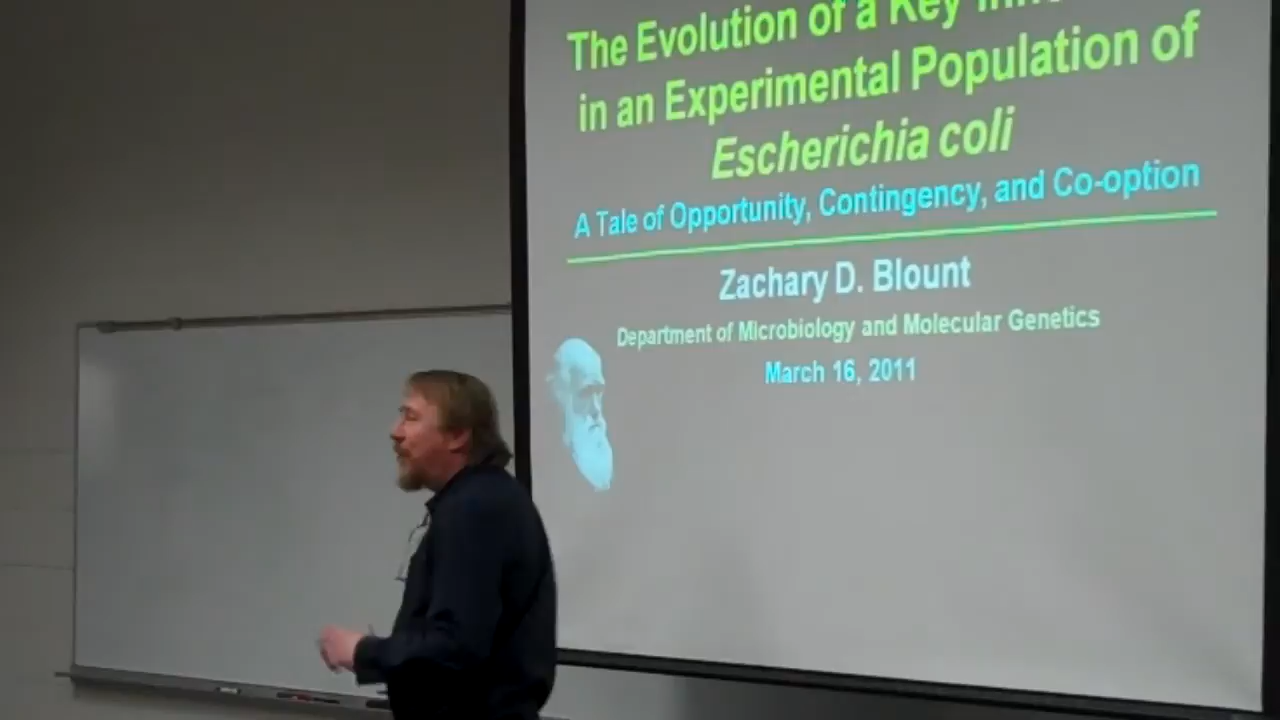 The Evolution of a Key
in an Experimental Population of
Escherichia coli
A Tale of Opportunity, Contingency, and Co-option
Zachary D. Blount
Department of Microbiology and Molecular Genetics
March 16, 2011